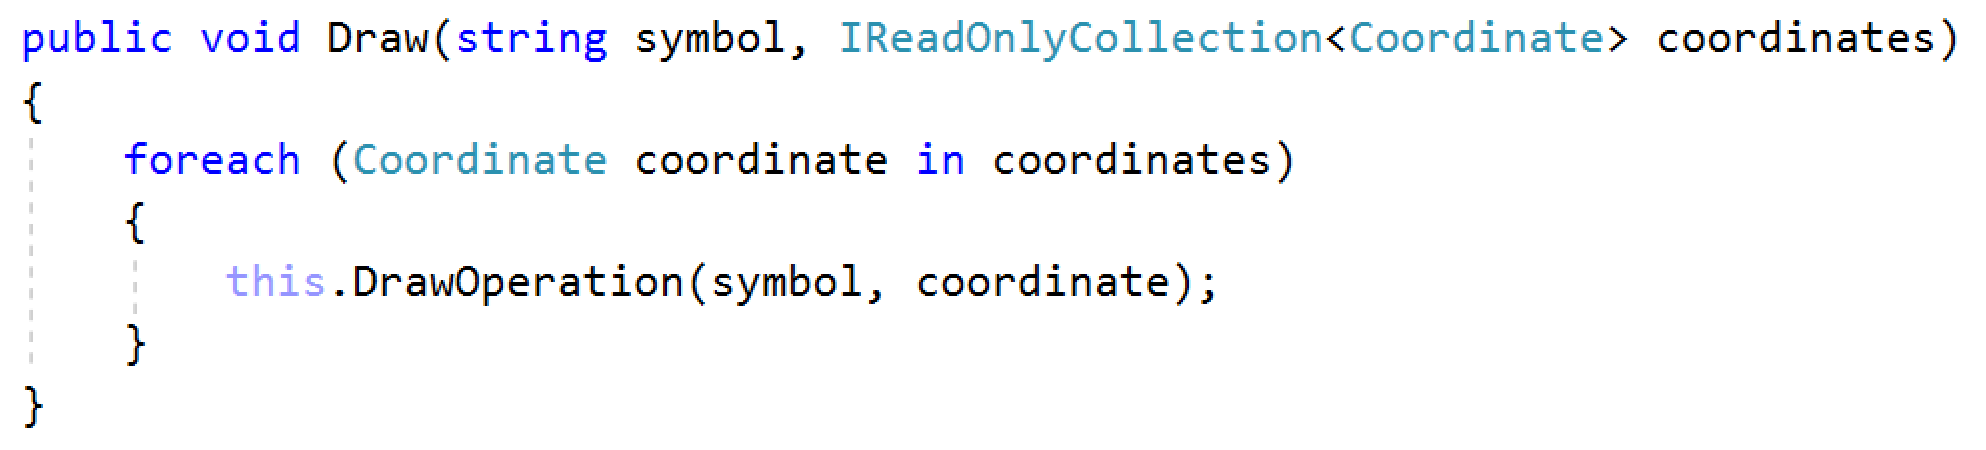 public void Draw(string symbol, IReadOnlyCollection<Coordinate> coordinates)
{
    foreach (Coordinate coordinate in coordinates)
    {
        this.DrawOperation(symbol, coordinate);
    }
}